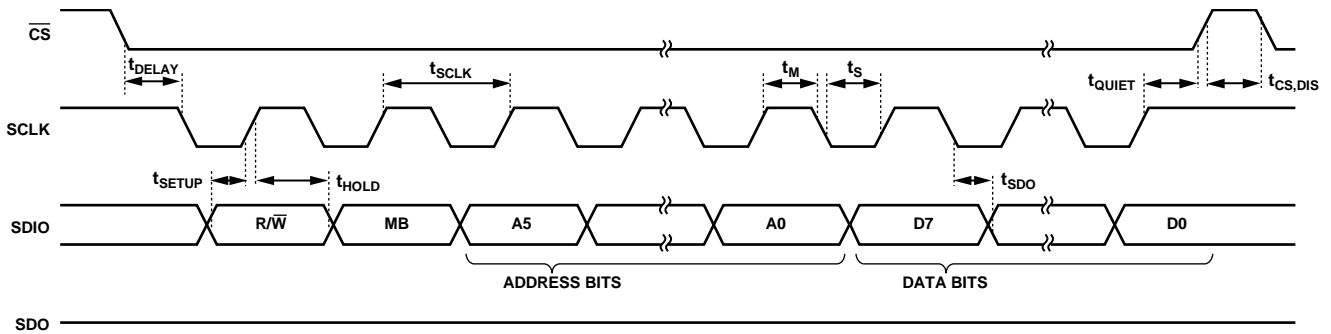 CS
tDELAY
tSCLK
tM
tS
tQUIET
tCS,DIS
SCLK
tSETUP
tHOLD
tSDO
SDIO
R/W
MB
A5
A0
D7
D0
ADDRESS BITS
DATA BITS
SDO